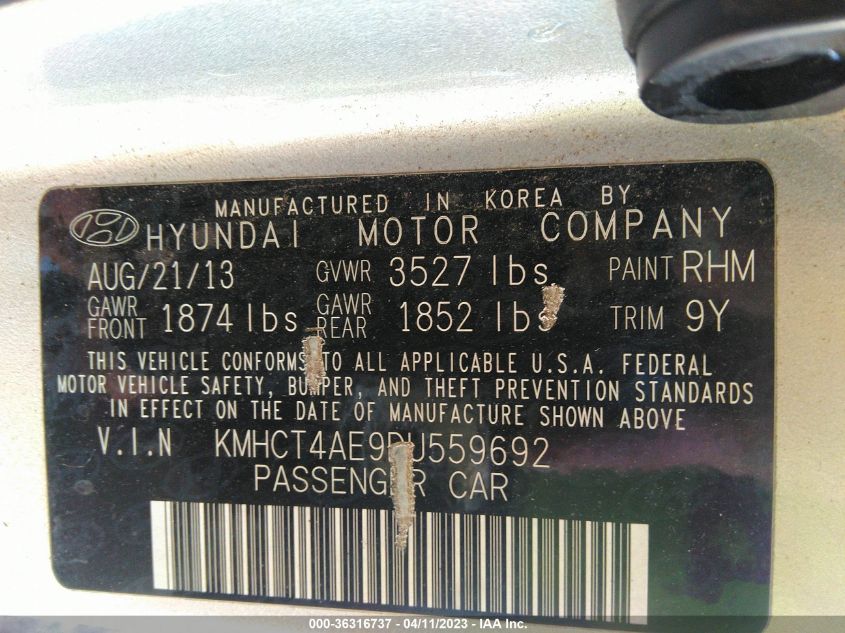 MANUFACTURED IN KOREA BY
HYUNDAI MOTOR COMPANY
AUG/21/13 GVWR 3527 lbs PAINT RHM
GAWR FRONT 1874 lbs GAWR REAR 1852 lbs TRIM 9Y
THIS VEHICLE CONFORMS TO ALL APPLICABLE U.S.A. FEDERAL
MOTOR VEHICLE SAFETY, BUMPER, AND THEFT PREVENTION STANDARDS
IN EFFECT ON THE DATE OF MANUFACTURE SHOWN ABOVE
V.I.N KMHCT4AE9DU559692
PASSENGER CAR
000-36316737 - 04/11/2023 - IAA Inc.